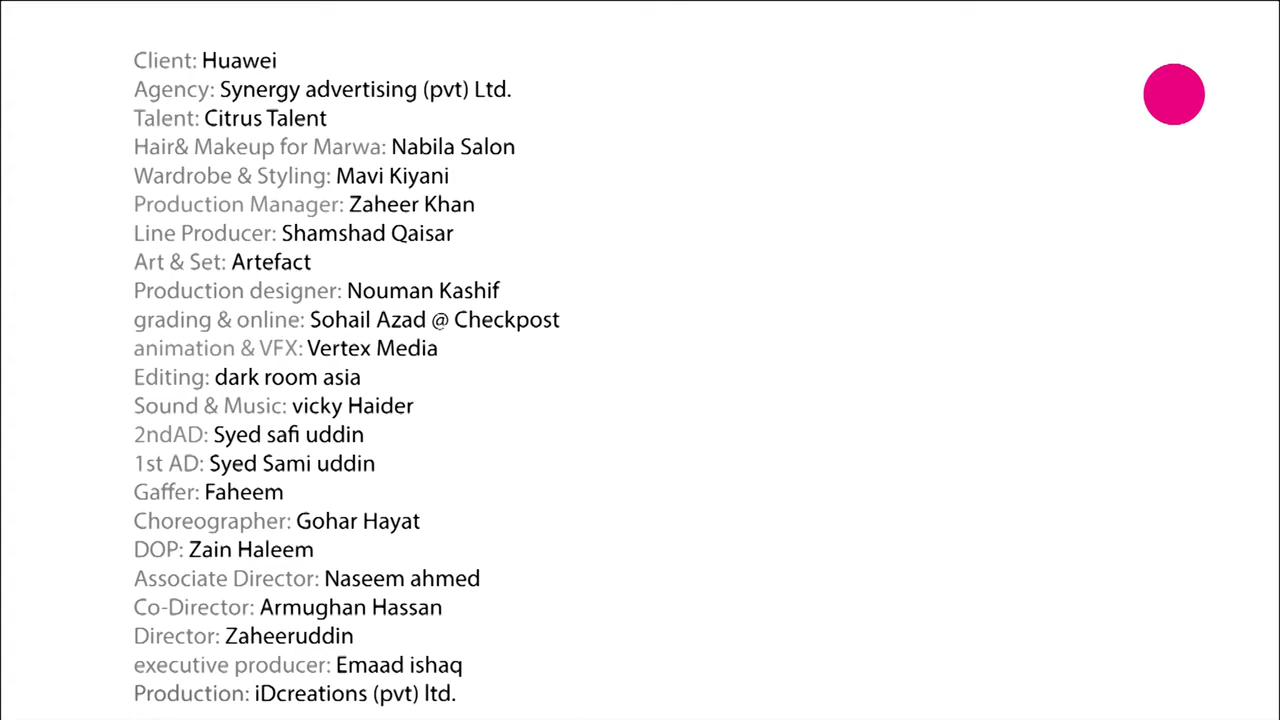 Client: Huawei
Agency: Synergy advertising (pvt) Ltd.
Talent: Citrus Talent
Hair& Makeup for Marwa: Nabila Salon
Wardrobe & Styling: Mavi Kiyani
Production Manager: Zaheer Khan
Line Producer: Shamshad Qaisar
Art & Set: Artefact
Production designer: Nouman Kashif
grading & online: Sohail Azad @ Checkpost
animation & VFX: Vertex Media
Editing: dark room asia
Sound & Music: vicky Haider
2ndAD: Syed safi uddin
1st AD: Syed Sami uddin
Gaffer: Faheem
Choreographer: Gohar Hayat
DOP: Zain Haleem
Associate Director: Naseem ahmed
Co-Director: Armughan Hassan
Director: Zaheeruddin
executive producer: Emaad ishaq
Production: iDcreations (pvt) ltd.